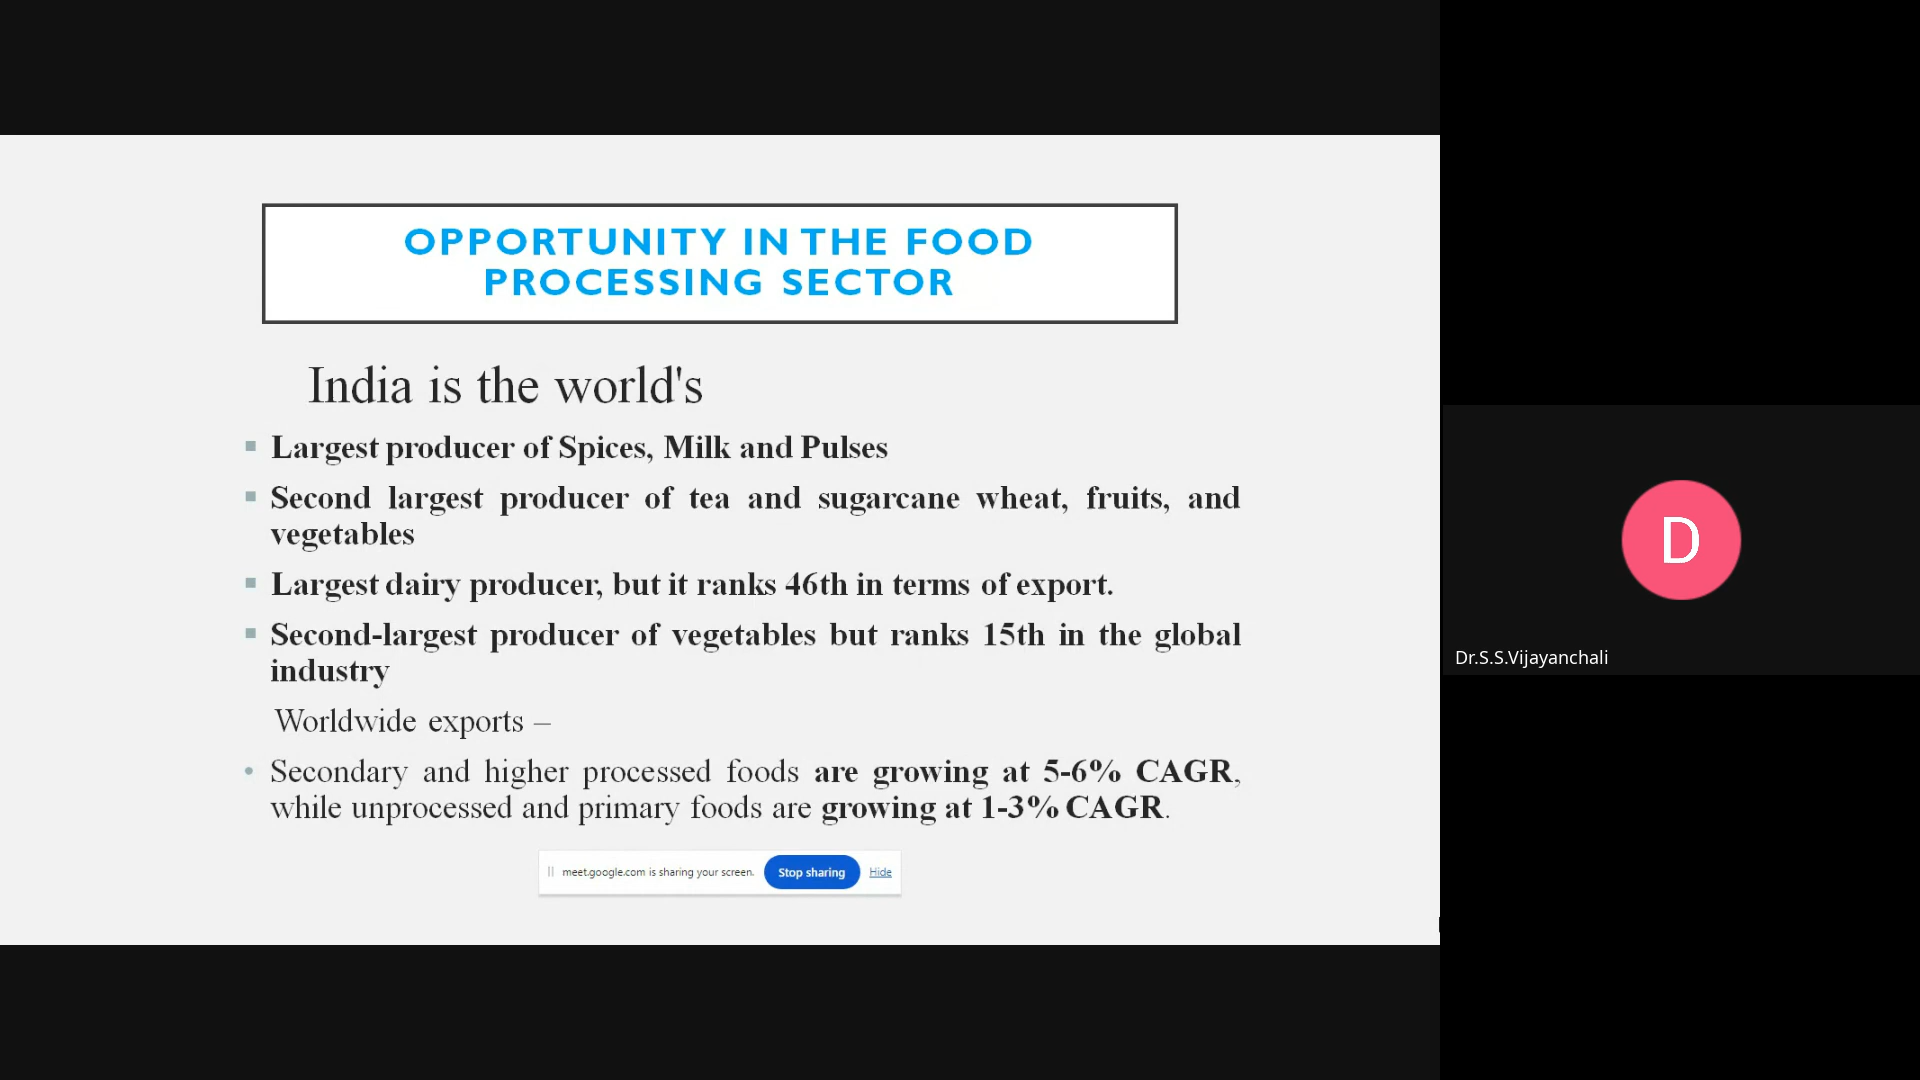 OPPORTUNITY IN THE FOOD
PROCESSING SECTOR
India is the world's
Largest producer of Spices, Milk and Pulses
Second largest producer of tea and sugarcane wheat, fruits, and
vegetables
Largest dairy producer, but it ranks 46th in terms of export.
Second-largest producer of vegetables but ranks 15th in the global
industry
Worldwide exports –
• Secondary and higher processed foods are growing at 5-6% CAGR,
while unprocessed and primary foods are growing at 1-3% CAGR.
meet.google.com is sharing your screen. Stop sharing Hide
D
Dr.S.S.Vijayanchali